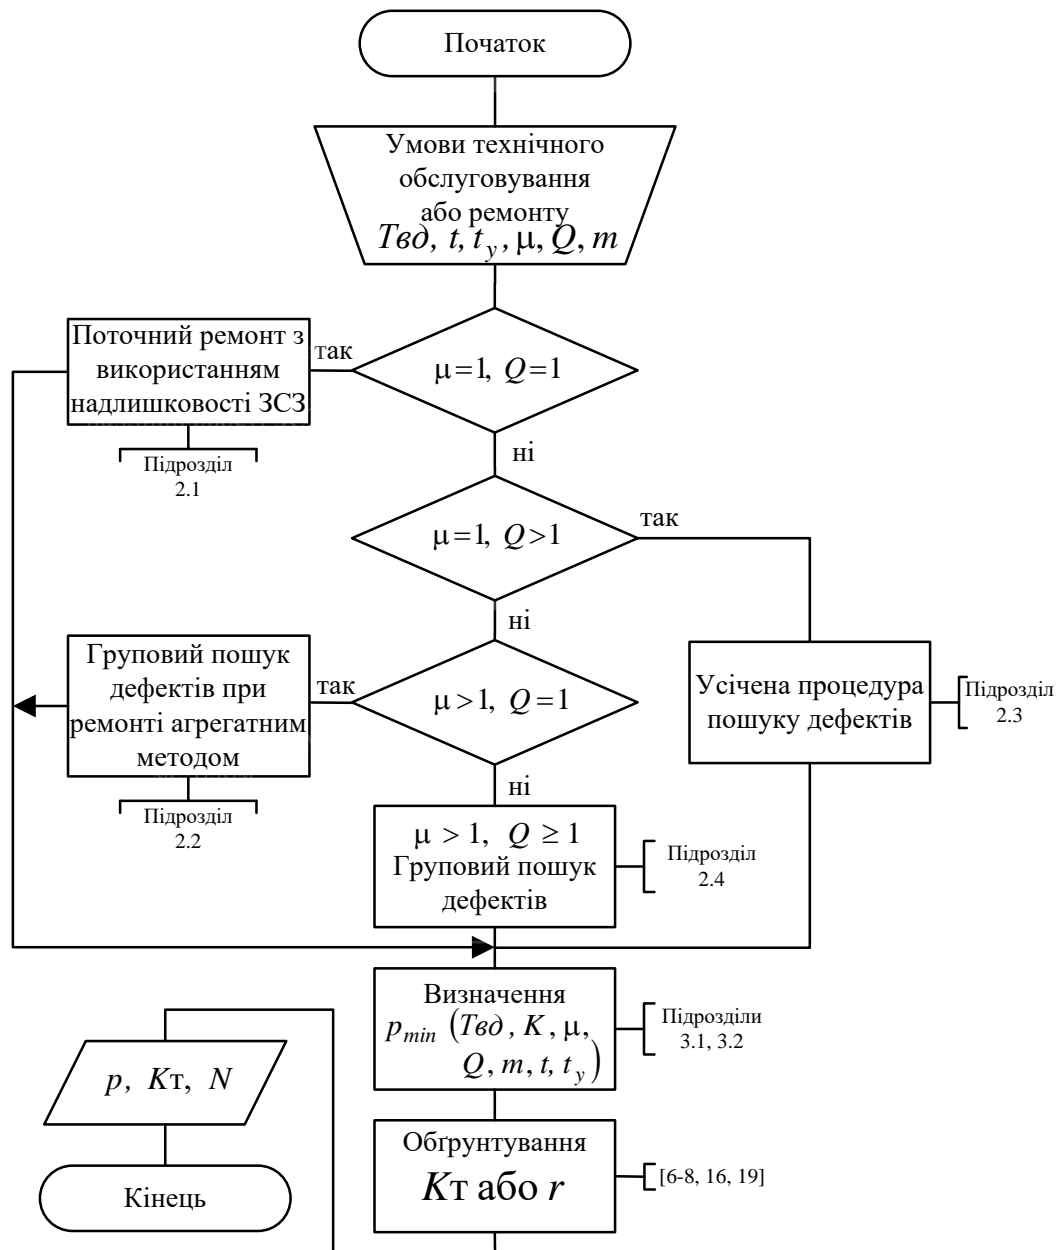 Початок
Умови технічного
обслуговування
або ремонту
Tвд, t, t_y, μ, Q, m
Поточний ремонт з
використанням
надлишковості ЗСЗ
так
μ=1, Q=1
Підрозділ
2.1
ні
μ=1, Q>1
так
ні
Груповий пошук
дефектів при
ремонті агрегатним
методом
так
μ>1, Q=1
Усічена процедура
пошуку дефектів
Підрозділ
2.3
Підрозділ
2.2
ні
μ > 1, Q ≥ 1
Груповий пошук
дефектів
Підрозділ
2.4
Визначення
p_min (Tвд, K, μ,
Q, m, t, t_y)
Підрозділи
3.1, 3.2
p, Kт, N
Обґрунтування
Kт або r
[6-8, 16, 19]
Кінець